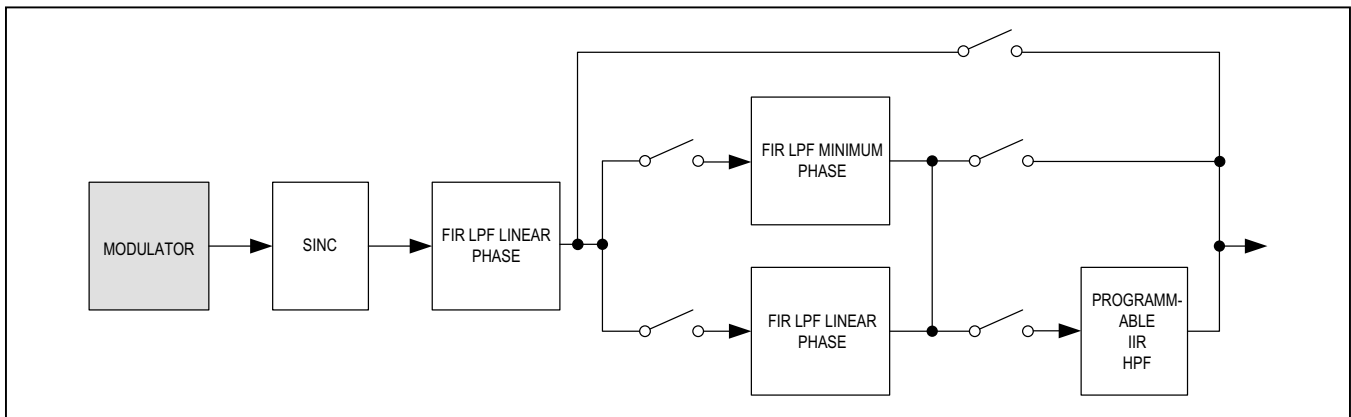 MODULATOR
SINC
FIR LPF LINEAR
PHASE
FIR LPF MINIMUM
PHASE
FIR LPF LINEAR
PHASE
PROGRAMM-
ABLE
IIR
HPF